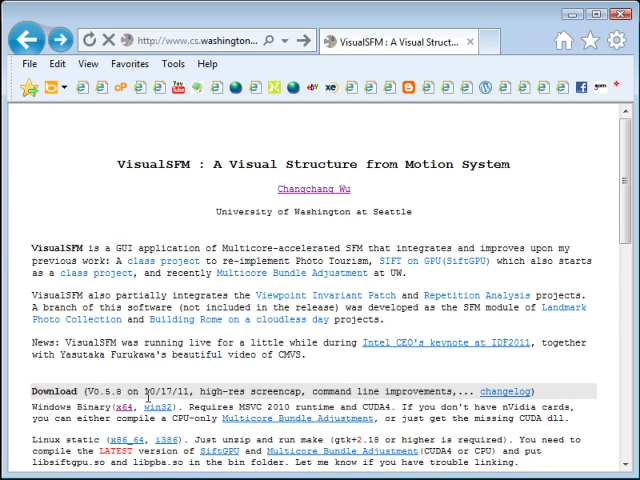 http://www.cs.washington...
VisualSFM : A Visual Struct...
File Edit View Favorites Tools Help
VisualSFM : A Visual Structure from Motion System
Changchang Wu
University of Washington at Seattle
VisualSFM is a GUI application of Multicore-accelerated SFM that integrates and improves upon my
previous work: A class project to re-implement Photo Tourism, SIFT on GPU(SiftGPU) which also starts
as a class project, and recently Multicore Bundle Adjustment at UW.
VisualSFM also partially integrates the Viewpoint Invariant Patch and Repetition Analysis projects.
A branch of this software (not included in the release) was developed as the SFM module of Landmark
Photo Collection and Building Rome on a cloudless day projects.
News: VisualSFM was running live for a little while during Intel CEO's keynote at IDF2011, together
with Yasutaka Furukawa's beautiful video of CMVS.
Download (V0.5.8 on 10/17/11, high-res screencap, command line improvements,... changelog)
Windows Binary(x64, win32). Requires MSVC 2010 runtime and CUDA4. If you don't have nVidia cards,
you can either compile a CPU-only Multicore Bundle Adjustment, or just get the missing CUDA dll.
Linux static (x86_64, i386). Just unzip and run make (gtk+2.18 or higher is required). You need to
compile the LATEST version of SiftGPU and Multicore Bundle Adjustment(CUDA4 or CPU) and put
libsiftgpu.so and libpba.so in the bin folder. Let me know if you have trouble linking.